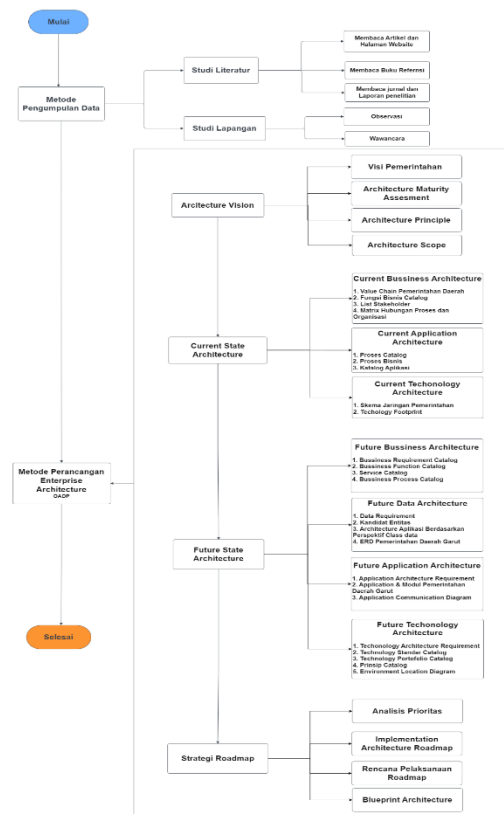 Mulai
Metode
Pengumpulan Data
Studi Literatur
Membaca Artikel dan
Halaman Website
Membaca Buku Refernsi
Membaca jurnal dan
Laporan penelitian
Studi Lapangan
Observasi
Wawancara
Arcitecture Vision
Visi Pemerintahan
Architecture Maturity
Assesment
Architecture Principle
Architecture Scope
Current State
Architecture
Current Bussiness Architecture
1. Value Chain Pemerintahan Daerah
2. Fungsi Bisnis Catalog
3. List Stakeholder
4. Matrix Hubungan Proses dan
Organisasi
Current Application
Architecture
1. Proses Catalog
2. Proses Bisnis
3. Katalog Aplikasi
Current Techonology
Architecture
1. Skema Jaringan Pemerintahan
2. Techology Footprint
Metode Perancangan
Enterprise
Architecture
OADP
Future State
Architecture
Future Bussiness Architecture
1. Bussiness Requirement Catalog
2. Bussiness Function Catalog
3. Service Catalog
4. Bussiness Process Catalog
Future Data Architecture
1. Data Requirement
2. Kandidat Entitas
3. Architecture Aplikasi Berdasarkan
Perspektif Class data
4. ERD Pemerintahan Daerah Garut
Future Application Architecture
1. Application Architecture Requirement
2. Application & Modul Pemerintahan
Daerah Garut
3. Application Communication Diagram
Future Techonology
Architecture
1. Techonology Architecture Requirement
2. Technology Standar Catalog
3. Technology Portofolio Catalog
4. Prinsip Catalog
5. Environment Location Diagram
Selesai
Strategi Roadmap
Analisis Prioritas
Implementation
Architecture Roadmap
Rencana Pelaksanaan
Roadmap
Blueprint Architecture